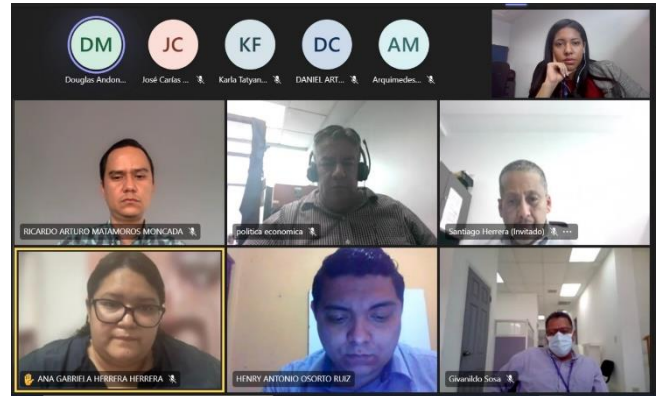 DM
JC
KF
DC
AM
Douglas Andon...
José Carías ...
Karla Tatyan...
DANIEL ART...
Arquimedes...
RICARDO ARTURO MATAMOROS MONCADA
politica economica
Santiago Herrera (Invitado)
ANA GABRIELA HERRERA HERRERA
HENRY ANTONIO OSORTO RUIZ
Givanildo Sosa